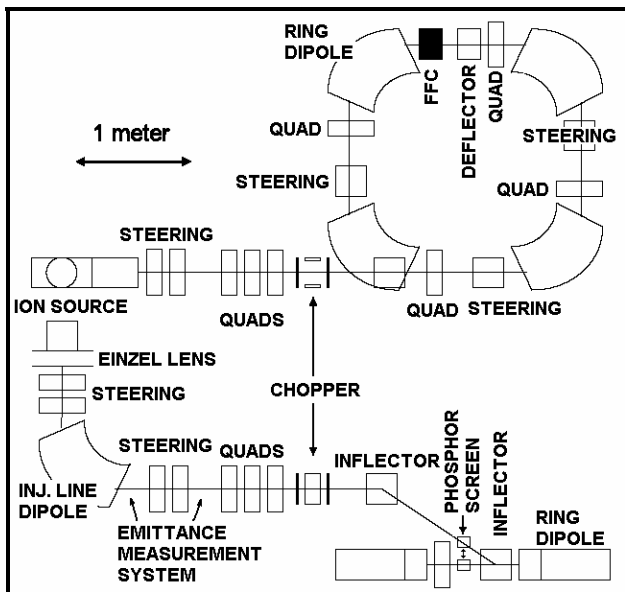 RING
DIPOLE
FFC
DEFLECTOR
QUAD
1 meter
QUAD
STEERING
STEERING
QUAD
STEERING
ION SOURCE
QUADS
QUAD
STEERING
EINZEL LENS
STEERING
CHOPPER
STEERING
QUADS
INFLECTOR
PHOSPHOR
SCREEN
INFLECTOR
INJ. LINE
DIPOLE
EMITTANCE
MEASUREMENT
SYSTEM
RING
DIPOLE